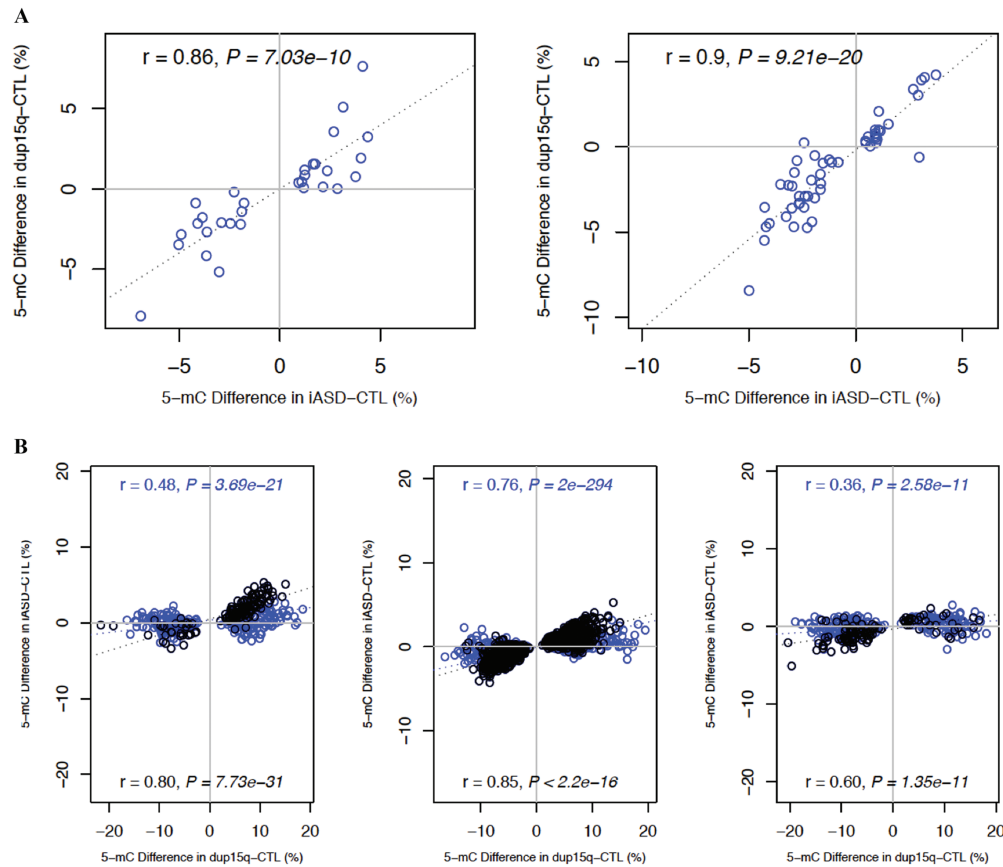 A
5−mC Difference in dup15q−CTL (%)
r = 0.86, P = 7.03e−10
5
0
−5
−5 0 5
5−mC Difference in iASD−CTL (%)
5−mC Difference in dup15q−CTL (%)
r = 0.9, P = 9.21e−20
5
0
−5
−10
−10 −5 0 5
5−mC Difference in iASD−CTL (%)
B
5−mC Difference in iASD−CTL (%)
r = 0.48, P = 3.69e−21
20
10
0
−10
−20
r = 0.80, P = 7.73e−31
−20 −10 0 10 20
5−mC Difference in dup15q−CTL (%)
5−mC Difference in iASD−CTL (%)
r = 0.76, P = 2e−294
20
10
0
−10
r = 0.85, P < 2.2e−16
−20 −10 0 10 20
5−mC Difference in dup15q−CTL (%)
5−mC Difference in iASD−CTL (%)
r = 0.36, P = 2.58e−11
20
10
0
−10
−20
r = 0.60, P = 1.35e−11
−20 −10 0 10 20
5−mC Difference in dup15q−CTL (%)